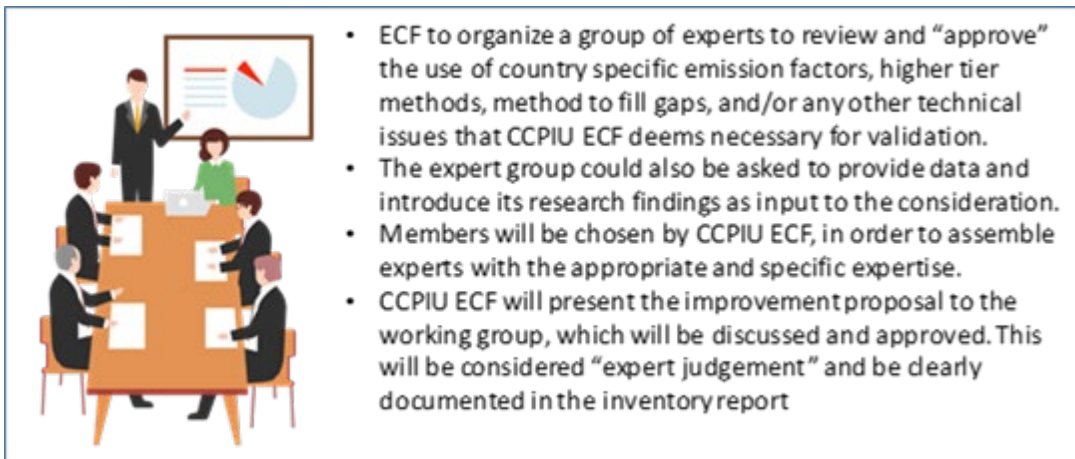 • ECF to organize a group of experts to review and “approve”
the use of country specific emission factors, higher tier
methods, method to fill gaps, and/or any other technical
issues that CCPIU ECF deems necessary for validation.
• The expert group could also be asked to provide data and
introduce its research findings as input to the consideration.
• Members will be chosen by CCPIU ECF, in order to assemble
experts with the appropriate and specific expertise.
• CCPIU ECF will present the improvement proposal to the
working group, which will be discussed and approved. This
will be considered “expert judgement” and be clearly
documented in the inventory report